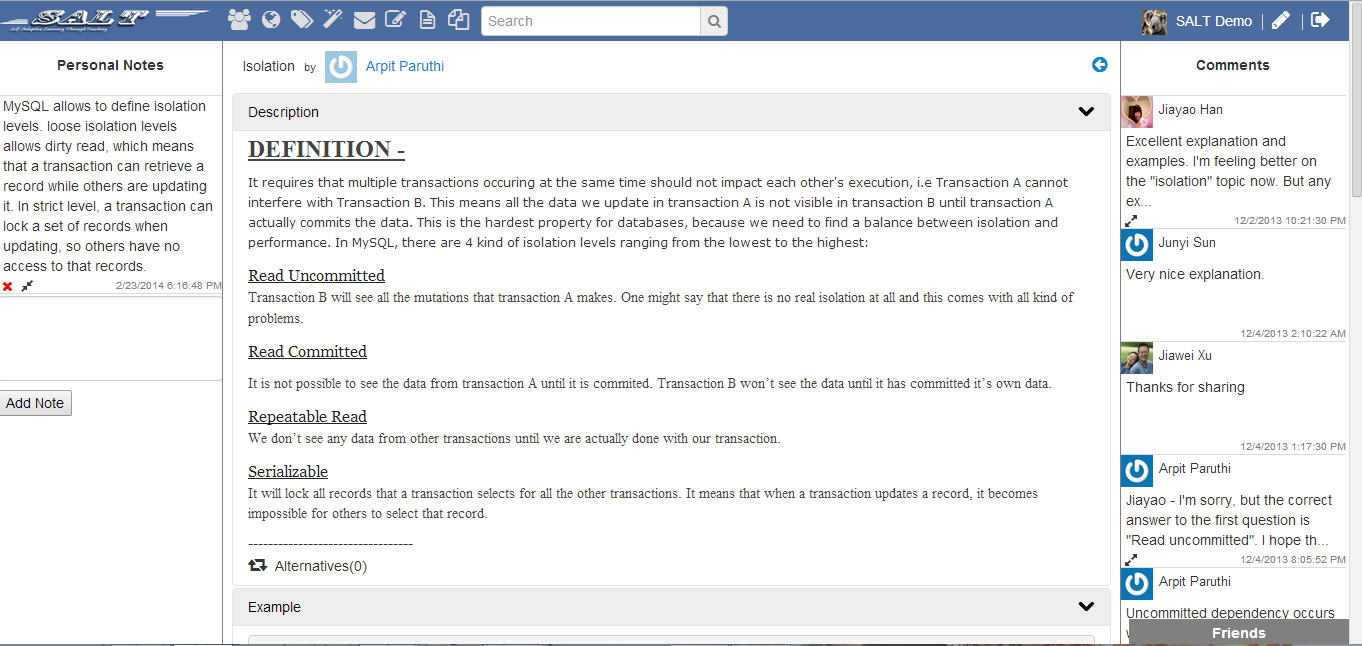 SALT
Self-Adaptive Learning Through Teaching
Search
SALT Demo
Personal Notes
MySQL allows to define isolation
levels. loose isolation levels
allows dirty read, which means
that a transaction can retrieve a
record while others are updating
it. In strict level, a transaction can
lock a set of records when
updating, so others have no
access to that records.
2/23/2014 6:16:48 PM
Add Note
Isolation by Arpit Paruthi
Description
DEFINITION -
It requires that multiple transactions occuring at the same time should not impact each other's execution, i.e Transaction A cannot
interfere with Transaction B. This means all the data we update in transaction A is not visible in transaction B until transaction A
actually commits the data. This is the hardest property for databases, because we need to find a balance between isolation and
performance. In MySQL, there are 4 kind of isolation levels ranging from the lowest to the highest:
Read Uncommitted
Transaction B will see all the mutations that transaction A makes. One might say that there is no real isolation at all and this comes with all kind of
problems.
Read Committed
It is not possible to see the data from transaction A until it is commited. Transaction B won’t see the data until it has committed it’s own data.
Repeatable Read
We don’t see any data from other transactions until we are actually done with our transaction.
Serializable
It will lock all records that a transaction selects for all the other transactions. It means that when a transaction updates a record, it becomes
impossible for others to select that record.
---------------------------------
Alternatives(0)
Example
Comments
Jiayao Han
Excellent explanation and
examples. I'm feeling better on
the "isolation" topic now. But any
ex...
12/2/2013 10:21:30 PM
Junyi Sun
Very nice explanation.
12/4/2013 2:10:22 AM
Jiawei Xu
Thanks for sharing
12/4/2013 1:17:30 PM
Arpit Paruthi
Jiayao - I'm sorry, but the correct
answer to the first question is
"Read uncommitted". I hope th...
12/4/2013 8:05:52 PM
Arpit Paruthi
Uncommitted dependency occurs
Friends